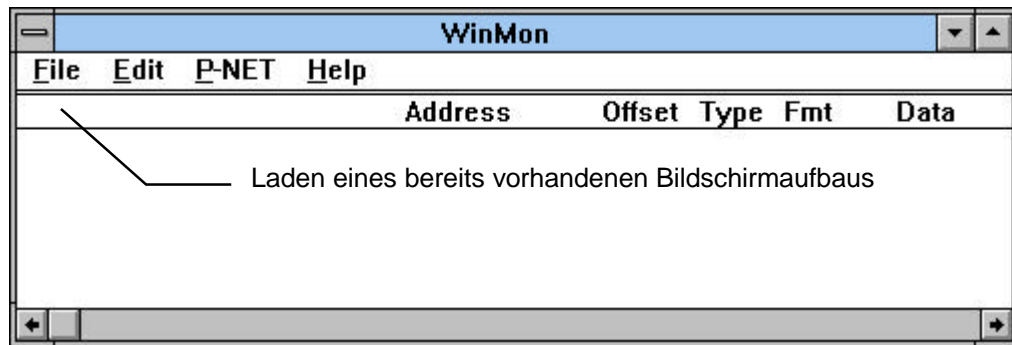 WinMon
File Edit P-NET Help
Address Offset Type Fmt Data
Laden eines bereits vorhandenen Bildschirmaufbaus